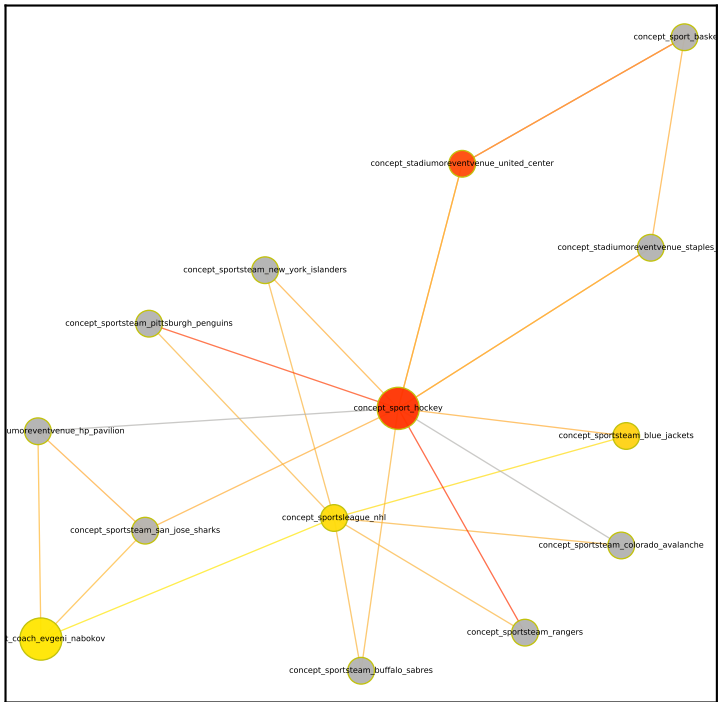 concept_sport_baske
concept_stadiumoreventvenue_united_center
concept_stadiumoreventvenue_staples_
concept_sportsteam_new_york_islanders
concept_sportsteam_pittsburgh_penguins
concept_sport_hockey
umoreventvenue_hp_pavilion
concept_sportsteam_blue_jackets
concept_sportsleague_nhl
concept_sportsteam_san_jose_sharks
concept_sportsteam_colorado_avalanche
concept_sportsteam_rangers
t_coach_evgeni_nabokov
concept_sportsteam_buffalo_sabres